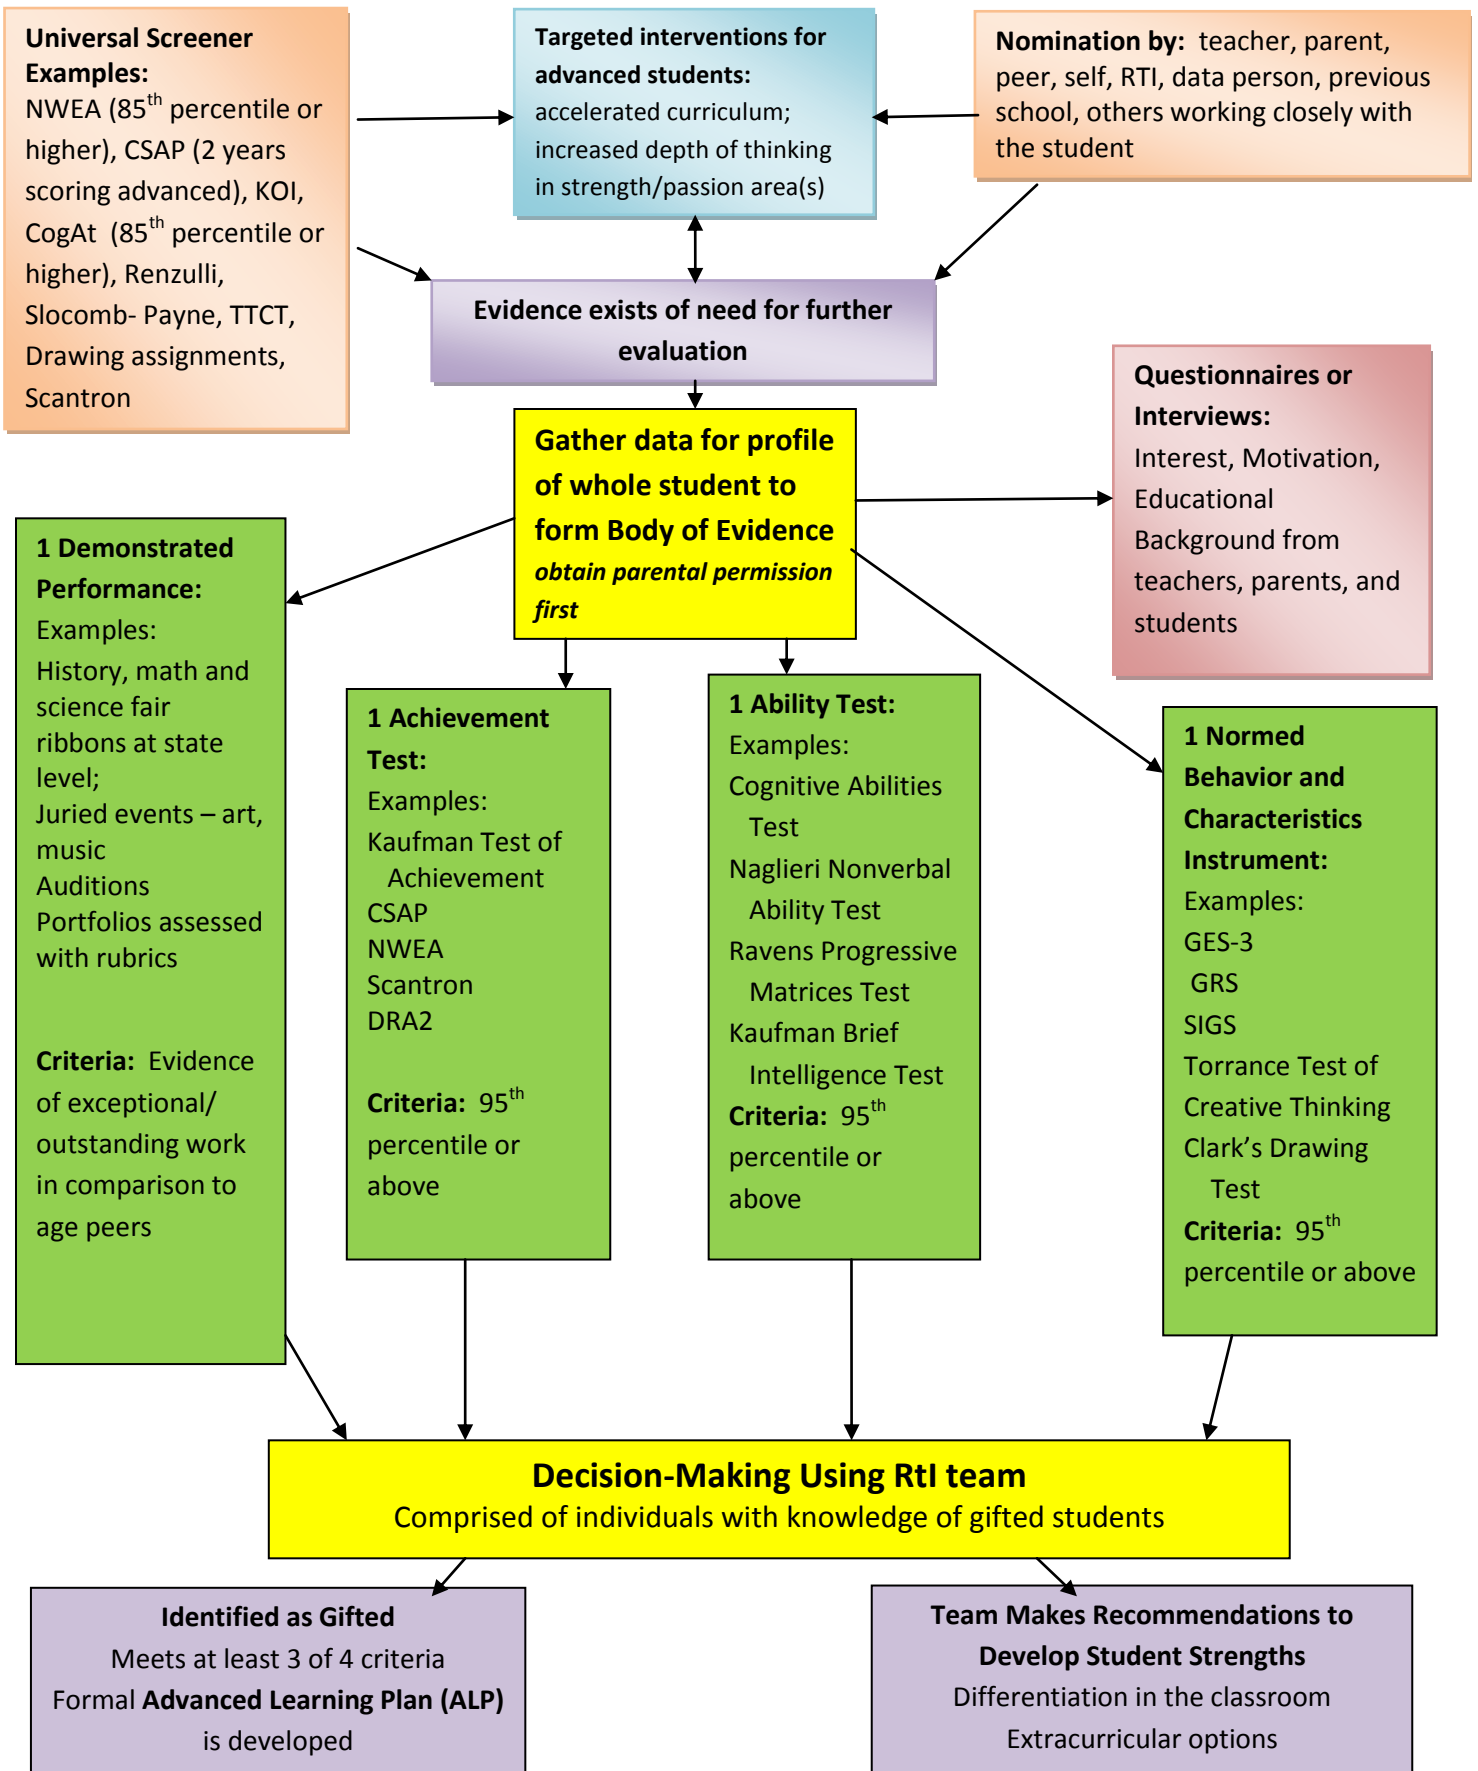 Universal Screener
Examples:
NWEA (85th percentile or
higher), CSAP (2 years
scoring advanced), KOI,
CogAt (85th percentile or
higher), Renzulli,
Slocomb- Payne, TTCT,
Drawing assignments,
Scantron
Targeted interventions for
advanced students:
accelerated curriculum;
increased depth of thinking
in strength/passion area(s)
Nomination by: teacher, parent,
peer, self, RTI, data person, previous
school, others working closely with
the student
Evidence exists of need for further
evaluation
Gather data for profile
of whole student to
form Body of Evidence
obtain parental permission
first
Questionnaires or
Interviews:
Interest, Motivation,
Educational
Background from
teachers, parents, and
students
1 Demonstrated
Performance:
Examples:
History, math and
science fair
ribbons at state
level;
Juried events – art,
music
Auditions
Portfolios assessed
with rubrics
Criteria: Evidence
of exceptional/
outstanding work
in comparison to
age peers
1 Achievement
Test:
Examples:
Kaufman Test of
Achievement
CSAP
NWEA
Scantron
DRA2
Criteria: 95th
percentile or
above
1 Ability Test:
Examples:
Cognitive Abilities
Test
Naglieri Nonverbal
Ability Test
Ravens Progressive
Matrices Test
Kaufman Brief
Intelligence Test
Criteria: 95th
percentile or
above
1 Normed
Behavior and
Characteristics
Instrument:
Examples:
GES-3
GRS
SIGS
Torrance Test of
Creative Thinking
Clark’s Drawing
Test
Criteria: 95th
percentile or above
Decision-Making Using RtI team
Comprised of individuals with knowledge of gifted students
Identified as Gifted
Meets at least 3 of 4 criteria
Formal Advanced Learning Plan (ALP)
is developed
Team Makes Recommendations to
Develop Student Strengths
Differentiation in the classroom
Extracurricular options